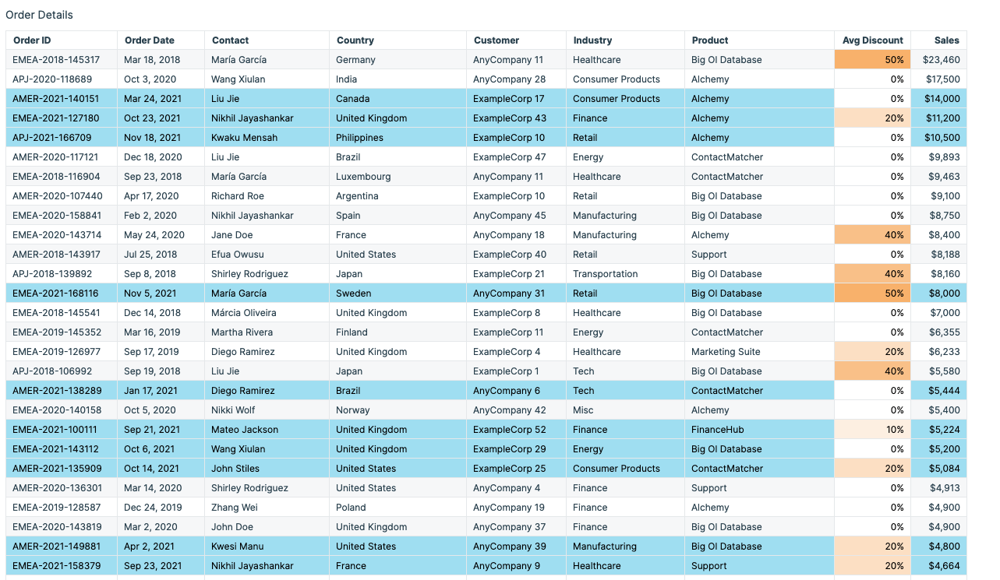 Order Details
Order ID Order Date Contact Country Customer Industry Product Avg Discount Sales
EMEA-2018-145317 Mar 18, 2018 María García Germany AnyCompany 11 Healthcare Big Ol Database 50% $23,460
APJ-2020-118689 Oct 3, 2020 Wang Xiulan India AnyCompany 28 Consumer Products Alchemy 0% $17,500
AMER-2021-140151 Mar 24, 2021 Liu Jie Canada ExampleCorp 17 Consumer Products Alchemy 0% $14,000
EMEA-2021-127180 Oct 23, 2021 Nikhil Jayashankar United Kingdom ExampleCorp 43 Finance Alchemy 20% $11,200
APJ-2021-166709 Nov 18, 2021 Kwaku Mensah Philippines ExampleCorp 10 Retail Alchemy 0% $10,500
AMER-2020-117121 Dec 18, 2020 Liu Jie Brazil ExampleCorp 47 Energy ContactMatcher 0% $9,893
EMEA-2018-116904 Sep 23, 2018 María García Luxembourg AnyCompany 11 Healthcare ContactMatcher 0% $9,463
AMER-2020-107440 Apr 17, 2020 Richard Roe Argentina ExampleCorp 10 Retail Big Ol Database 0% $9,100
EMEA-2020-158841 Feb 2, 2020 Nikhil Jayashankar Spain AnyCompany 45 Manufacturing Big Ol Database 0% $8,750
EMEA-2020-143714 May 24, 2020 Jane Doe France AnyCompany 18 Manufacturing Alchemy 40% $8,400
AMER-2018-143917 Jul 25, 2018 Efua Owusu United States ExampleCorp 40 Retail Support 0% $8,188
APJ-2018-139892 Sep 8, 2018 Shirley Rodriguez Japan ExampleCorp 21 Transportation Big Ol Database 40% $8,160
EMEA-2021-168116 Nov 5, 2021 María García Sweden AnyCompany 31 Retail Big Ol Database 50% $8,000
EMEA-2018-145541 Dec 14, 2018 Márcia Oliveira United Kingdom ExampleCorp 8 Healthcare Big Ol Database 0% $7,000
EMEA-2019-145352 Mar 16, 2019 Martha Rivera Finland ExampleCorp 11 Energy ContactMatcher 0% $6,355
EMEA-2019-126977 Sep 17, 2019 Diego Ramirez United Kingdom ExampleCorp 4 Healthcare Marketing Suite 20% $6,233
APJ-2018-106992 Sep 19, 2018 Liu Jie Japan ExampleCorp 1 Tech Big Ol Database 40% $5,580
AMER-2021-138289 Jan 17, 2021 Diego Ramirez Brazil AnyCompany 6 Tech ContactMatcher 0% $5,444
EMEA-2020-140158 Oct 5, 2020 Nikki Wolf Norway AnyCompany 42 Misc Alchemy 0% $5,400
EMEA-2021-100111 Sep 21, 2021 Mateo Jackson United Kingdom ExampleCorp 52 Finance FinanceHub 10% $5,224
EMEA-2021-143112 Oct 6, 2021 Wang Xiulan United Kingdom ExampleCorp 29 Energy Big Ol Database 0% $5,200
AMER-2021-135909 Oct 14, 2021 John Stiles United States ExampleCorp 25 Consumer Products ContactMatcher 20% $5,084
AMER-2020-136301 Mar 14, 2020 Shirley Rodriguez United States AnyCompany 4 Finance Support 0% $4,913
EMEA-2019-128587 Dec 24, 2019 Zhang Wei Poland AnyCompany 19 Finance Alchemy 0% $4,900
EMEA-2020-143819 Mar 2, 2020 John Doe United Kingdom AnyCompany 37 Finance Big Ol Database 0% $4,900
AMER-2021-149881 Apr 2, 2021 Kwesi Manu United States AnyCompany 39 Manufacturing Big Ol Database 20% $4,800
EMEA-2021-158379 Sep 23, 2021 Nikhil Jayashankar France AnyCompany 9 Healthcare Support 20% $4,664